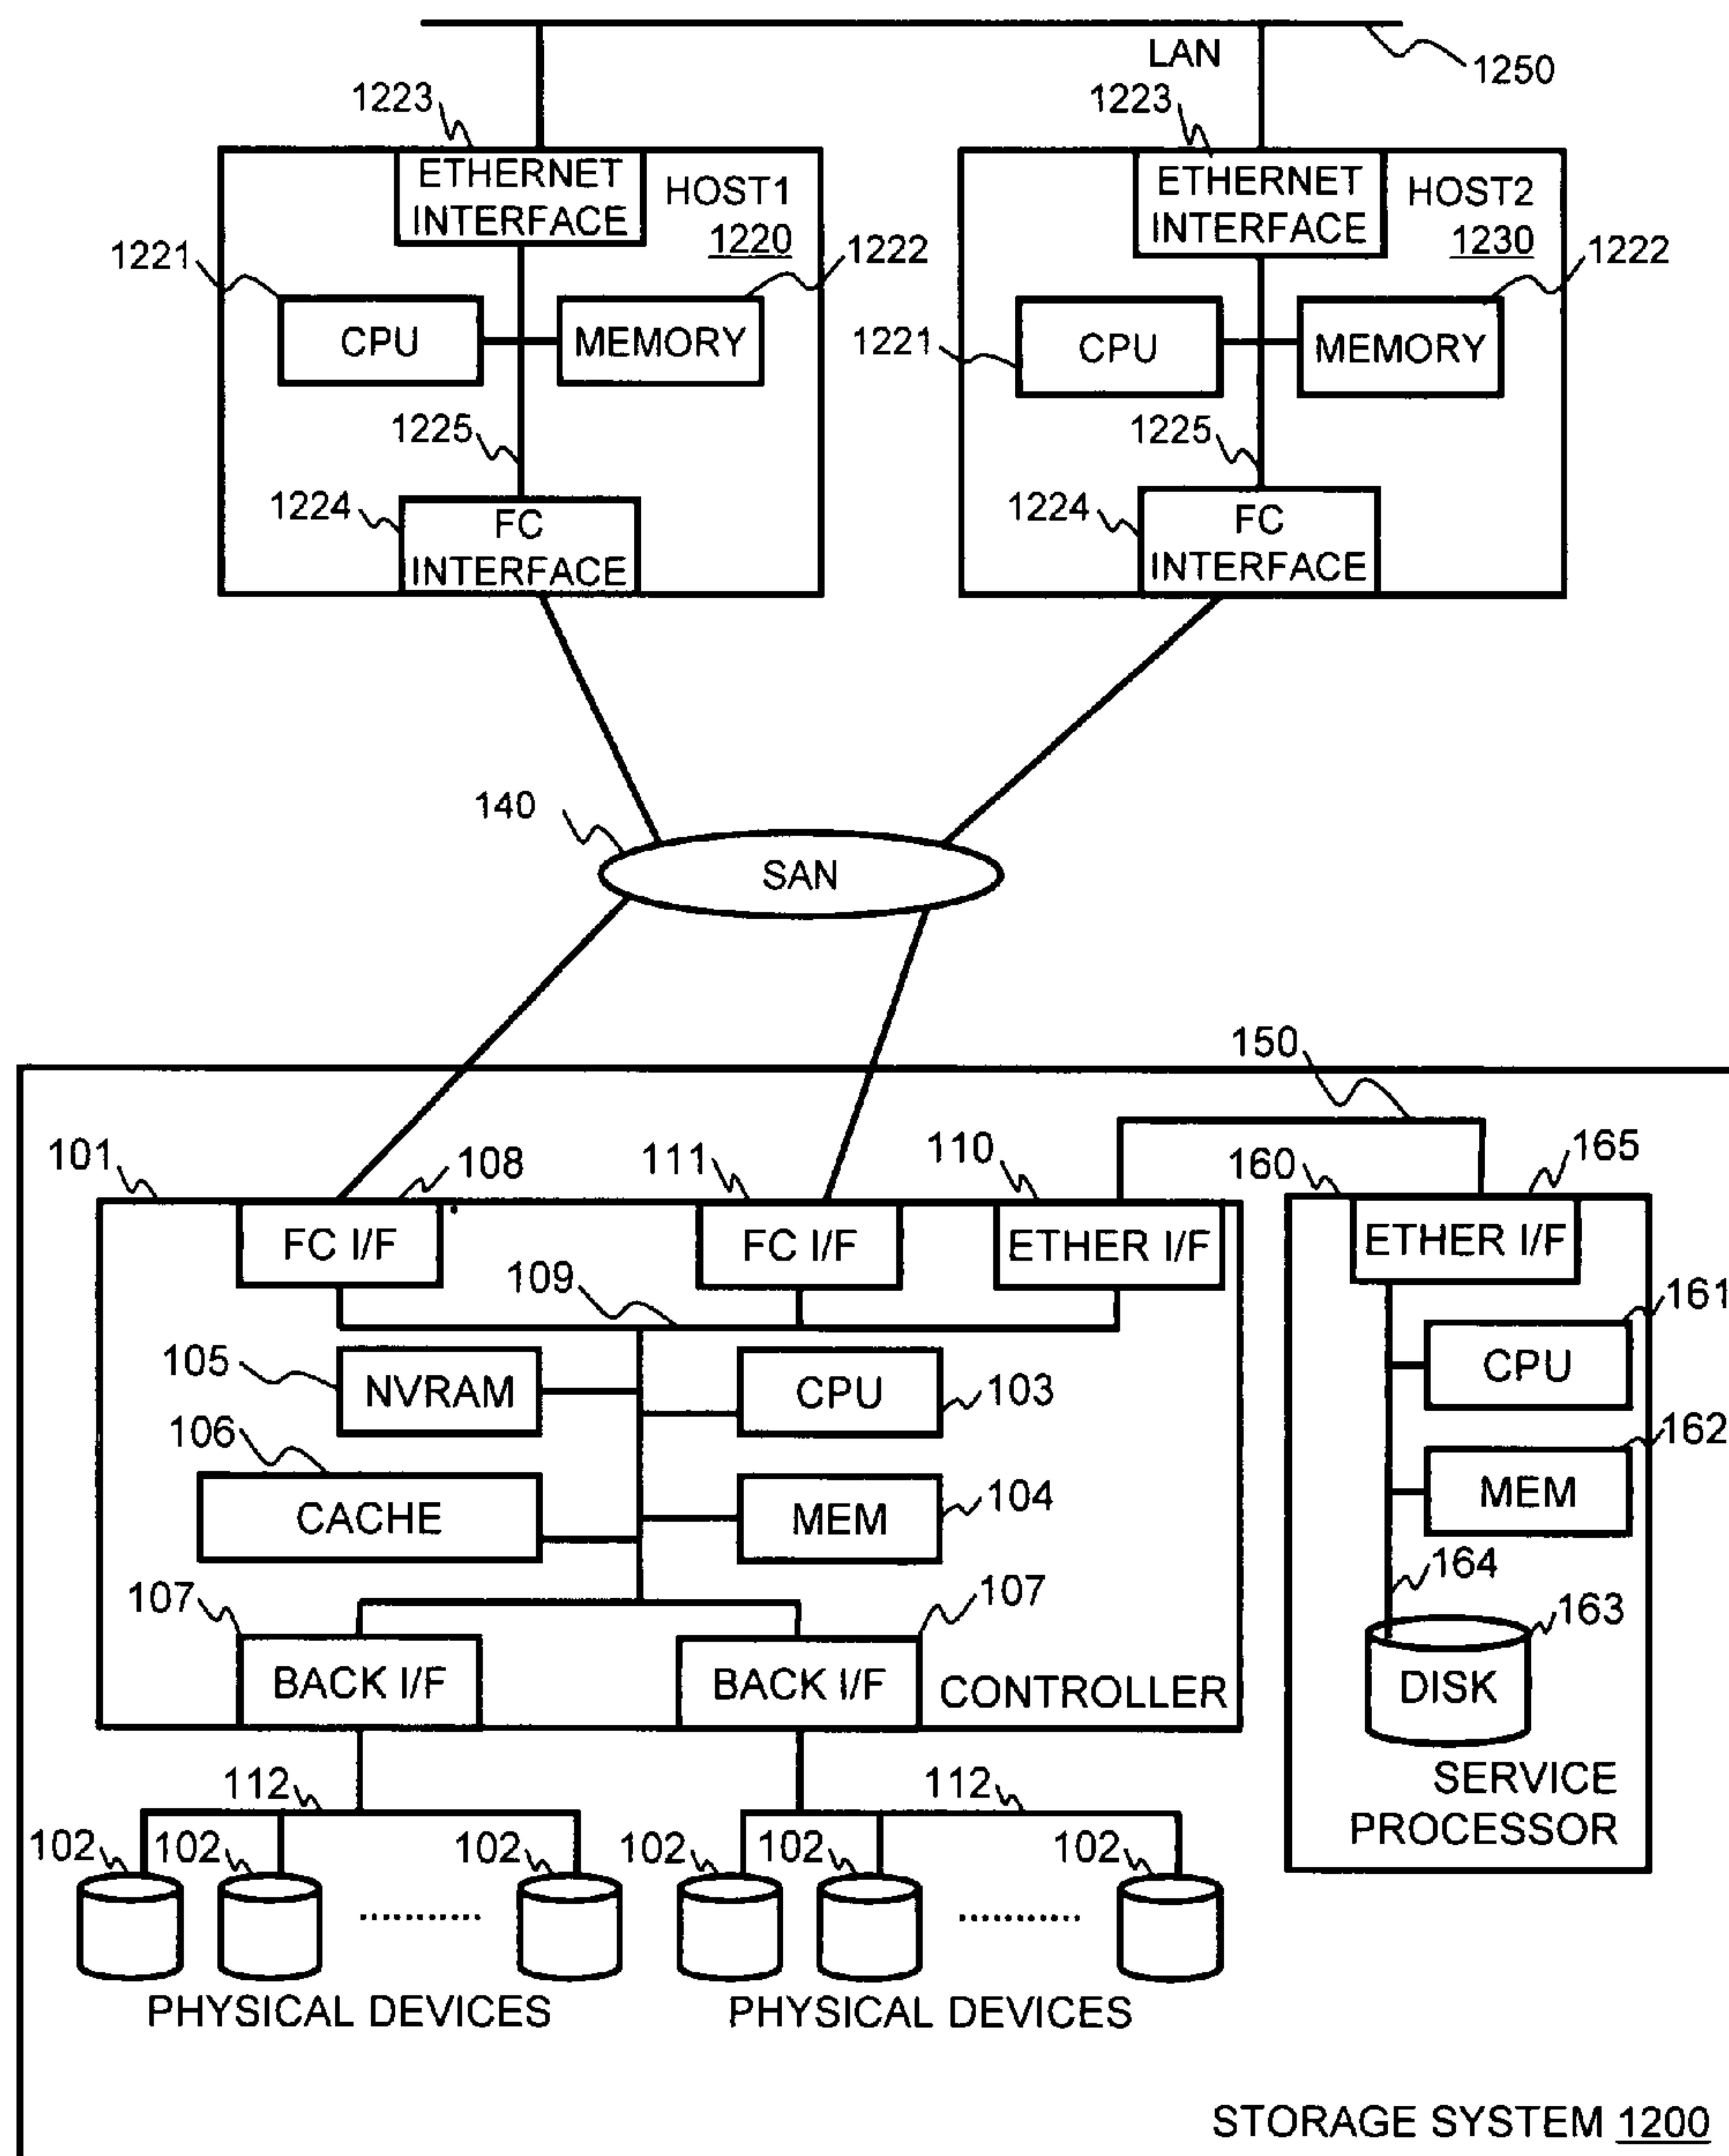 LAN
1250
1223
1223
ETHERNET
INTERFACE
HOST1
1220
ETHERNET
INTERFACE
HOST2
1230
1221
1222
1222
CPU
MEMORY
1221
CPU
MEMORY
1225
1225
1224
FC
INTERFACE
1224
FC
INTERFACE
140
SAN
150
101
108
111
110
160
165
FC I/F
FC I/F
ETHER I/F
ETHER I/F
109
161
105
NVRAM
CPU
103
CPU
106
162
CACHE
MEM
104
MEM
164
107
107
163
BACK I/F
BACK I/F
CONTROLLER
DISK
SERVICE
PROCESSOR
112
112
102
102
102
102
102
102
...........
...........
PHYSICAL DEVICES
PHYSICAL DEVICES
STORAGE SYSTEM 1200